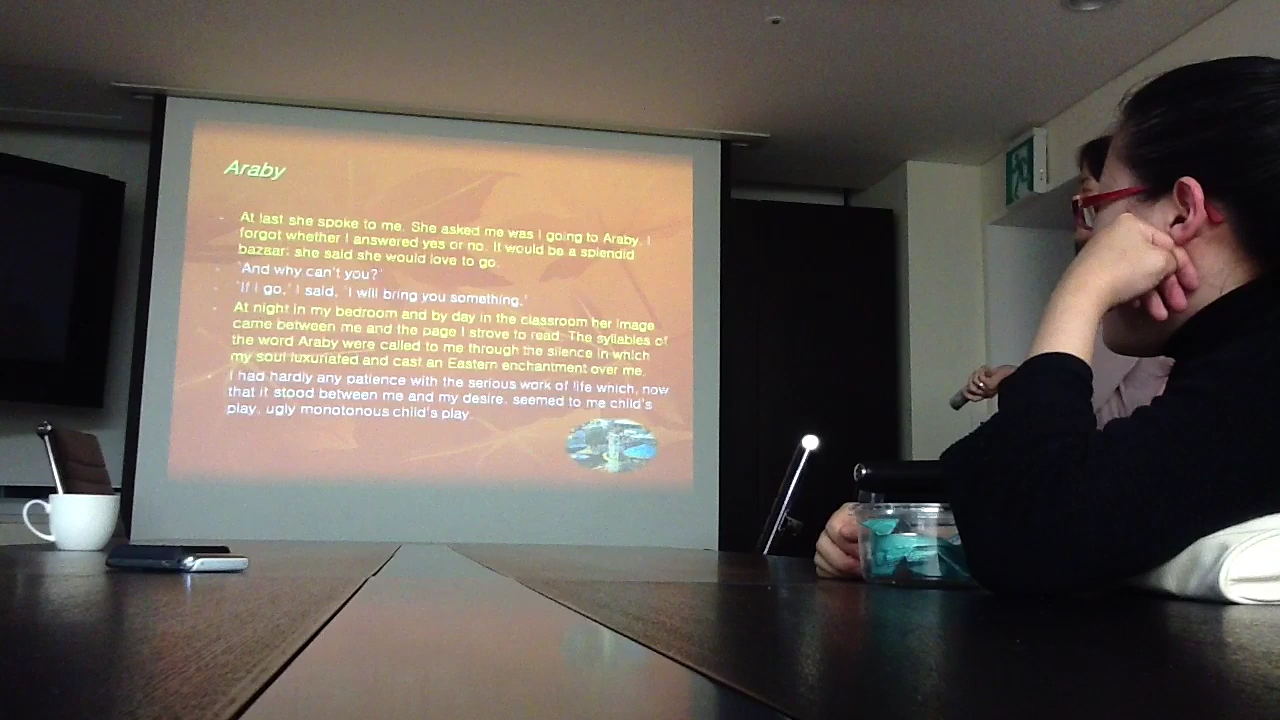 Araby
- At last she spoke to me. She asked me was I going to Araby. I
forgot whether I answered yes or no. It would be a splendid
bazaar; she said she would love to go.
- 'And why can't you?'
- 'If I go,' I said, 'I will bring you something.'
- At night in my bedroom and by day in the classroom her image
came between me and the page I strove to read. The syllables of
the word Araby were called to me through the silence in which
my soul luxuriated and cast an Eastern enchantment over me.
- I had hardly any patience with the serious work of life which, now
that it stood between me and my desire, seemed to me child's
play, ugly monotonous child's play.